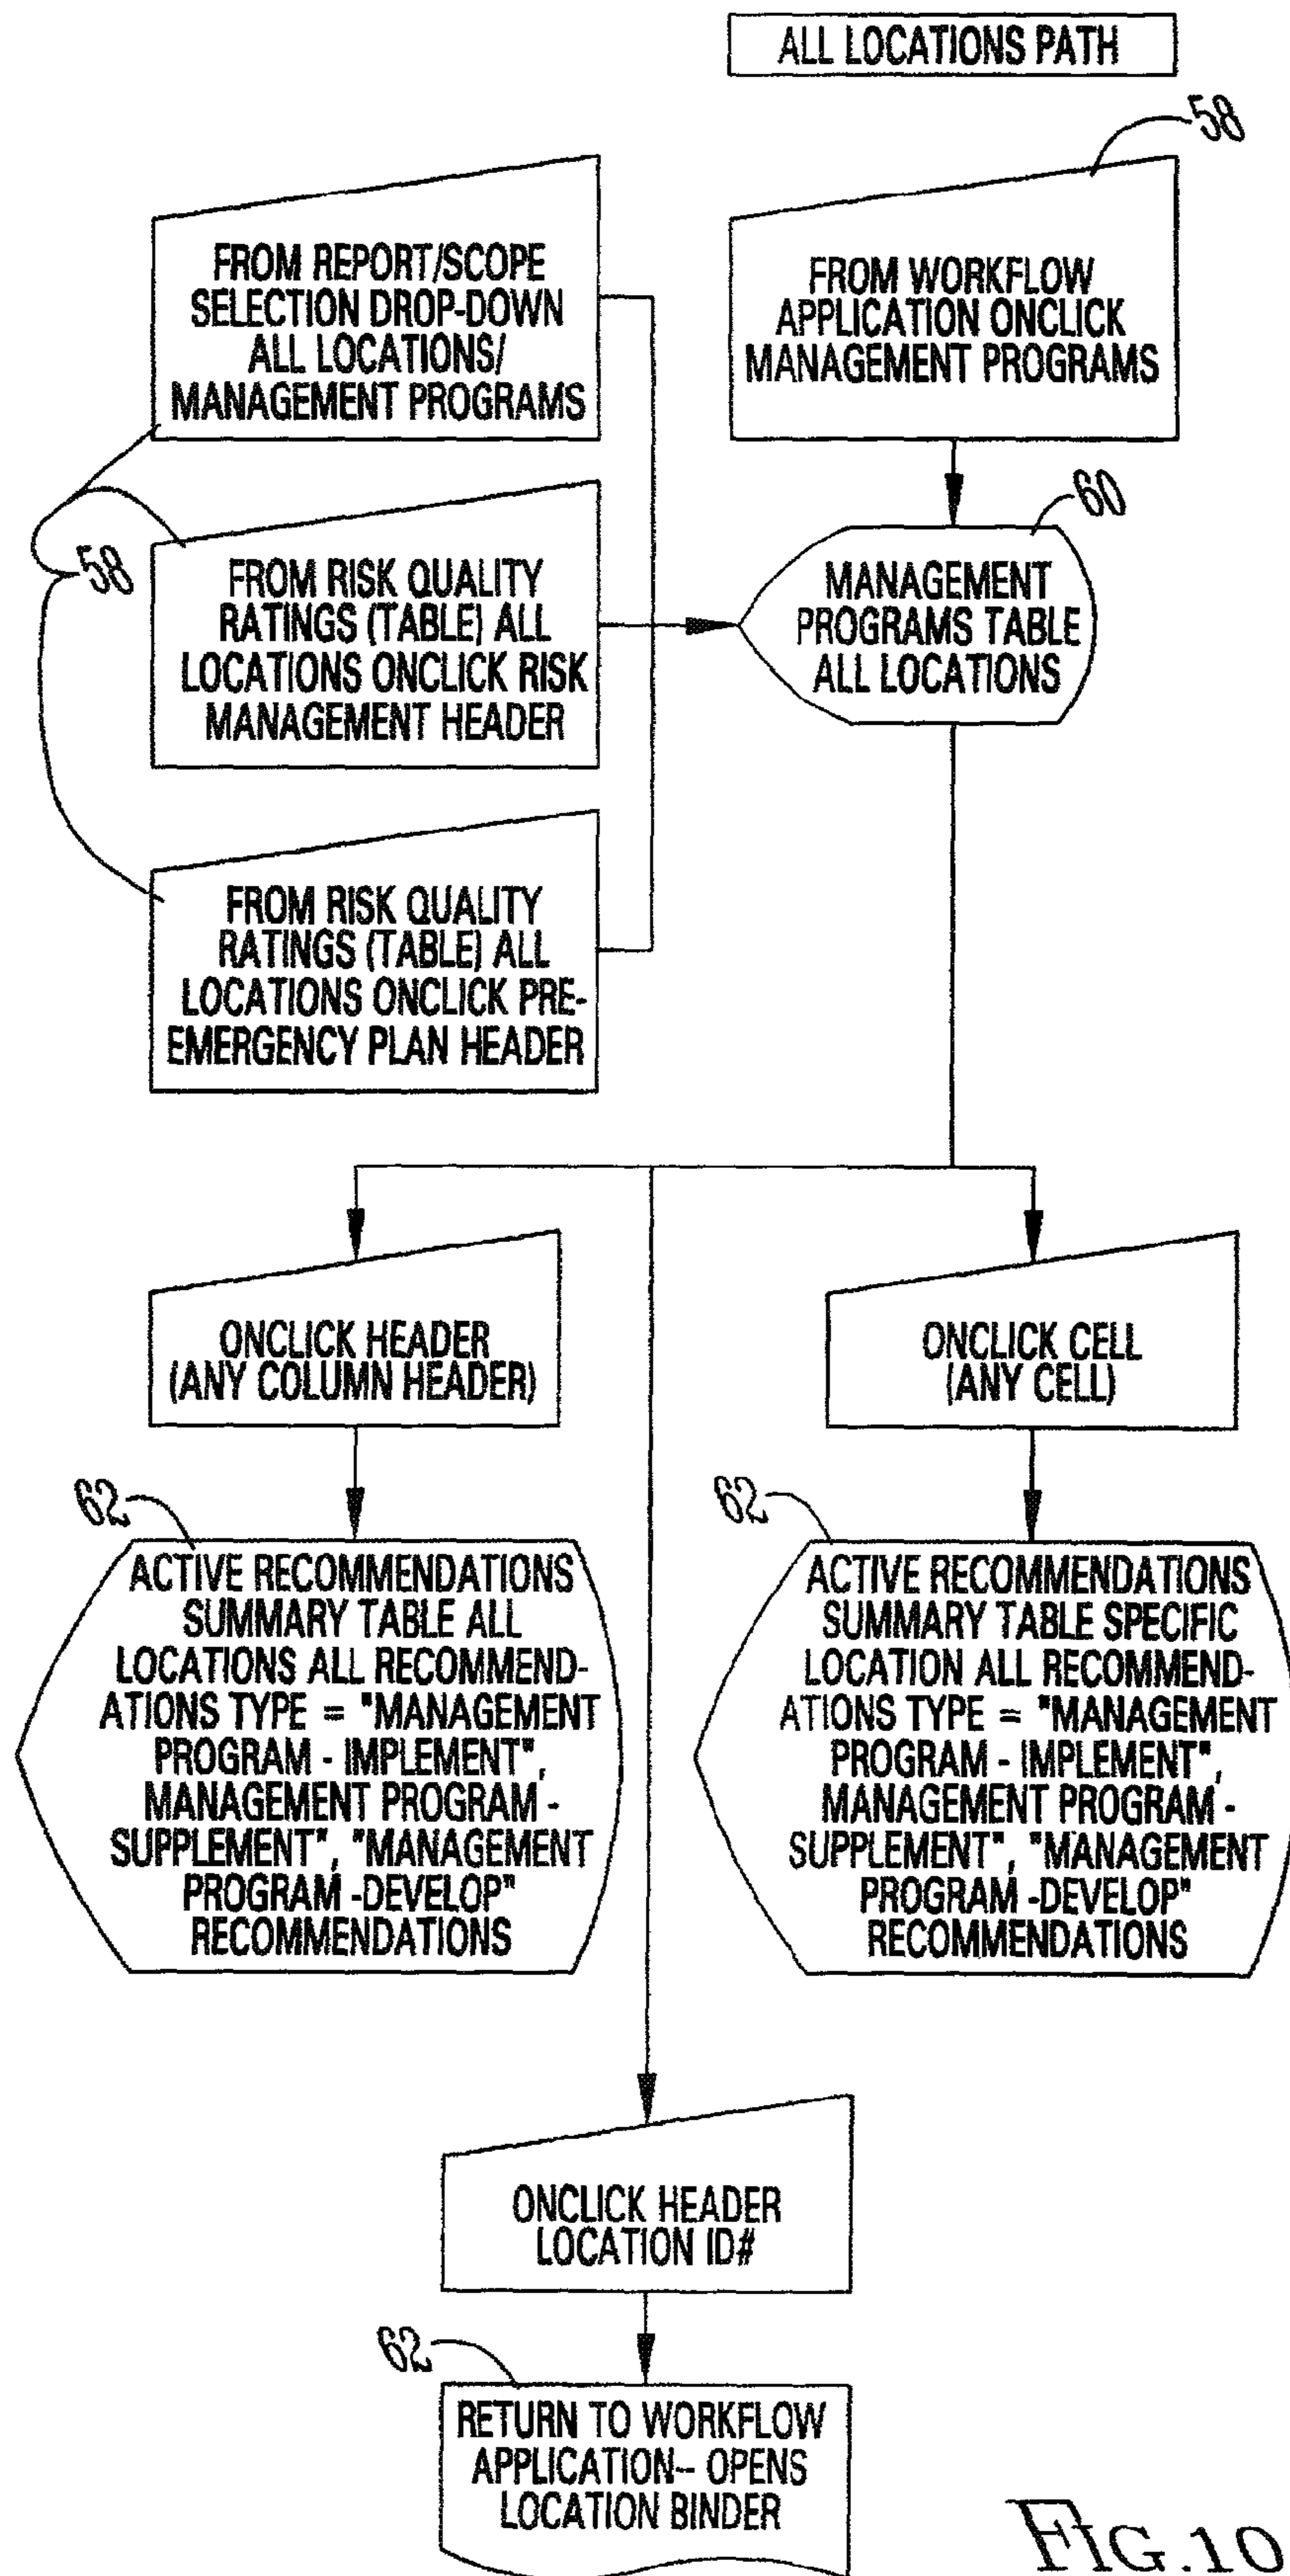 ALL LOCATIONS PATH
58
FROM REPORT/SCOPE
SELECTION DROP-DOWN
ALL LOCATIONS/
MANAGEMENT PROGRAMS
FROM WORKFLOW
APPLICATION ONCLICK
MANAGEMENT PROGRAMS
60
58
FROM RISK QUALITY
RATINGS (TABLE) ALL
LOCATIONS ONCLICK RISK
MANAGEMENT HEADER
MANAGEMENT
PROGRAMS TABLE
ALL LOCATIONS
FROM RISK QUALITY
RATINGS (TABLE) ALL
LOCATIONS ONCLICK PRE-
EMERGENCY PLAN HEADER
ONCLICK HEADER
(ANY COLUMN HEADER)
ONCLICK CELL
(ANY CELL)
62
ACTIVE RECOMMENDATIONS
SUMMARY TABLE ALL
LOCATIONS ALL RECOMMEND-
ATIONS TYPE = "MANAGEMENT
PROGRAM - IMPLEMENT",
MANAGEMENT PROGRAM -
SUPPLEMENT", "MANAGEMENT
PROGRAM -DEVELOP"
RECOMMENDATIONS
62
ACTIVE RECOMMENDATIONS
SUMMARY TABLE SPECIFIC
LOCATION ALL RECOMMEND-
ATIONS TYPE = "MANAGEMENT
PROGRAM - IMPLEMENT",
MANAGEMENT PROGRAM -
SUPPLEMENT", "MANAGEMENT
PROGRAM -DEVELOP"
RECOMMENDATIONS
ONCLICK HEADER
LOCATION ID#
62
RETURN TO WORKFLOW
APPLICATION-- OPENS
LOCATION BINDER
FIG.10